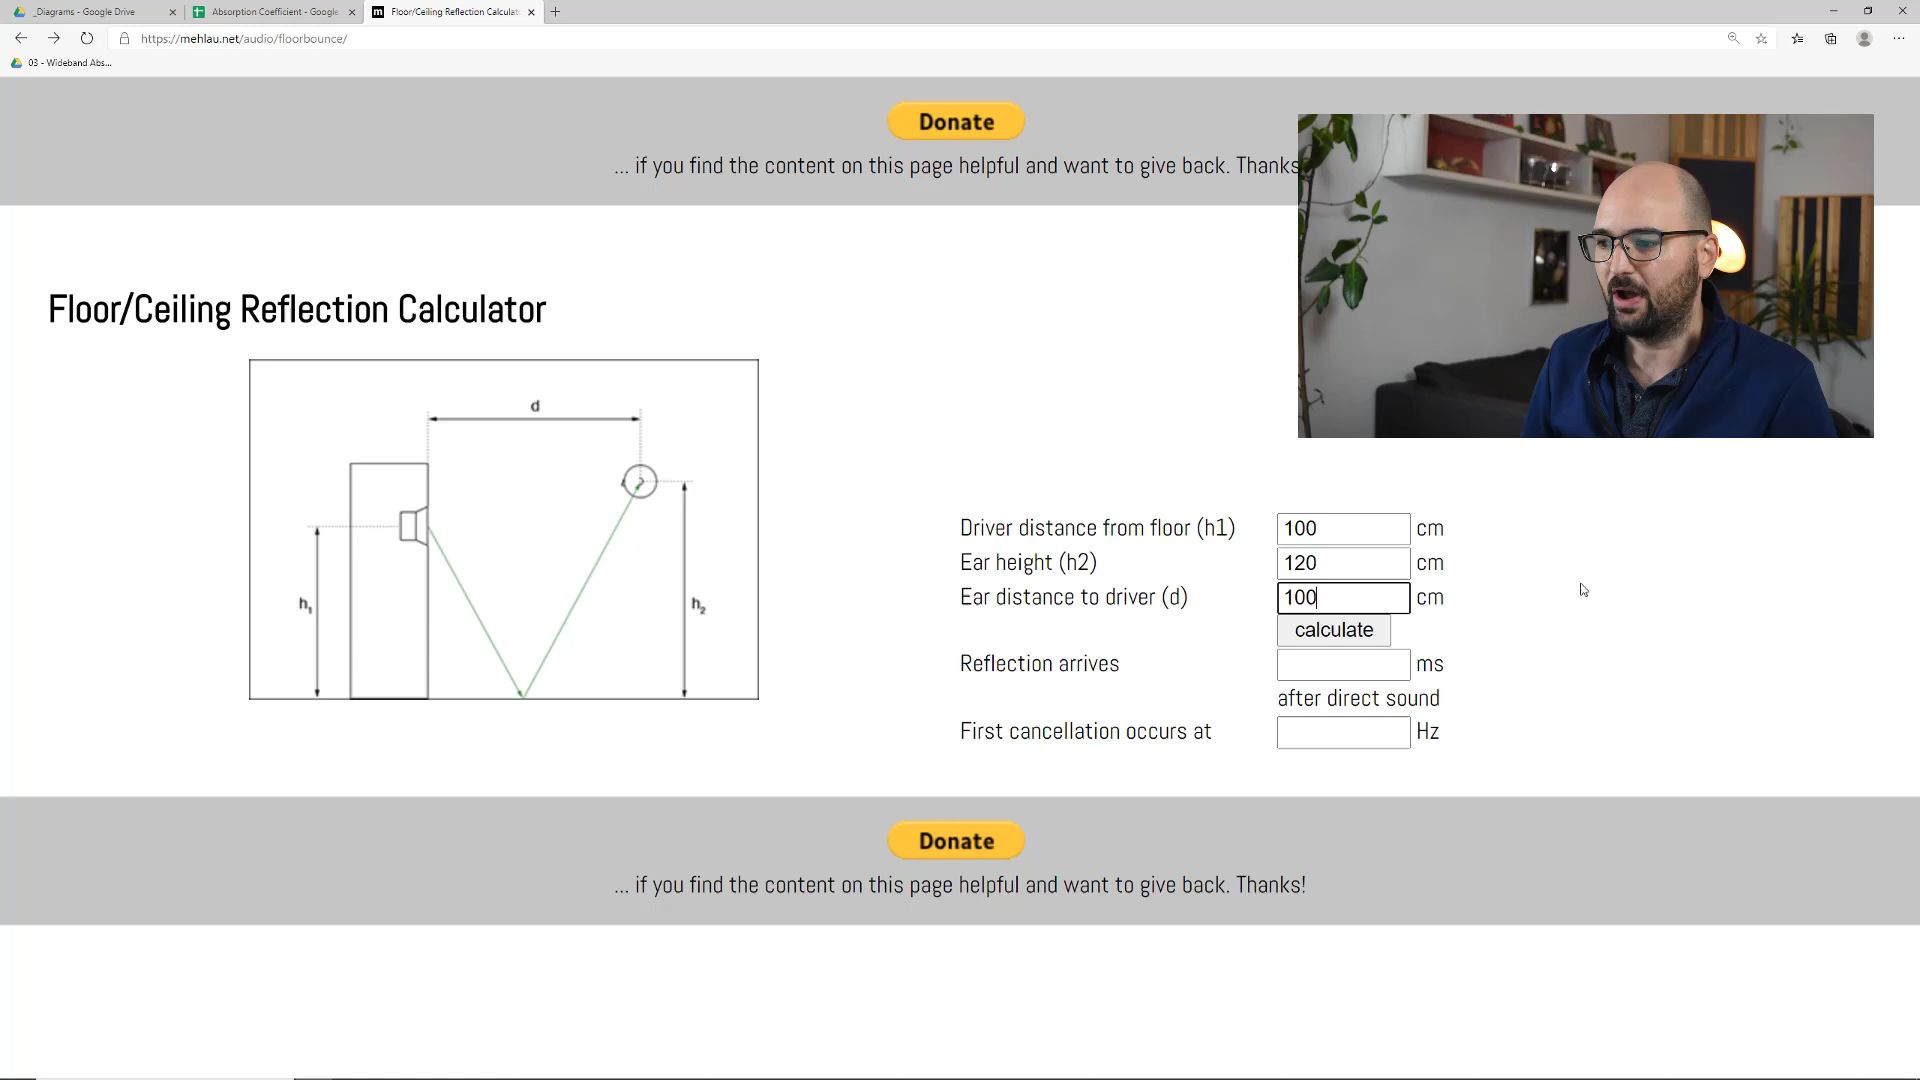 _Diagrams - Google Drive
Absorption Coefficient - Google
Floor/Ceiling Reflection Calculat
https://mehlau.net/audio/floorbounce/
03 - Wideband Abs...
Donate
... if you find the content on this page helpful and want to give back. Thanks
Floor/Ceiling Reflection Calculator
d
h1
h2
Driver distance from floor (h1) 100 cm
Ear height (h2) 120 cm
Ear distance to driver (d) 100 cm
calculate
Reflection arrives ms
after direct sound
First cancellation occurs at Hz
Donate
... if you find the content on this page helpful and want to give back. Thanks!